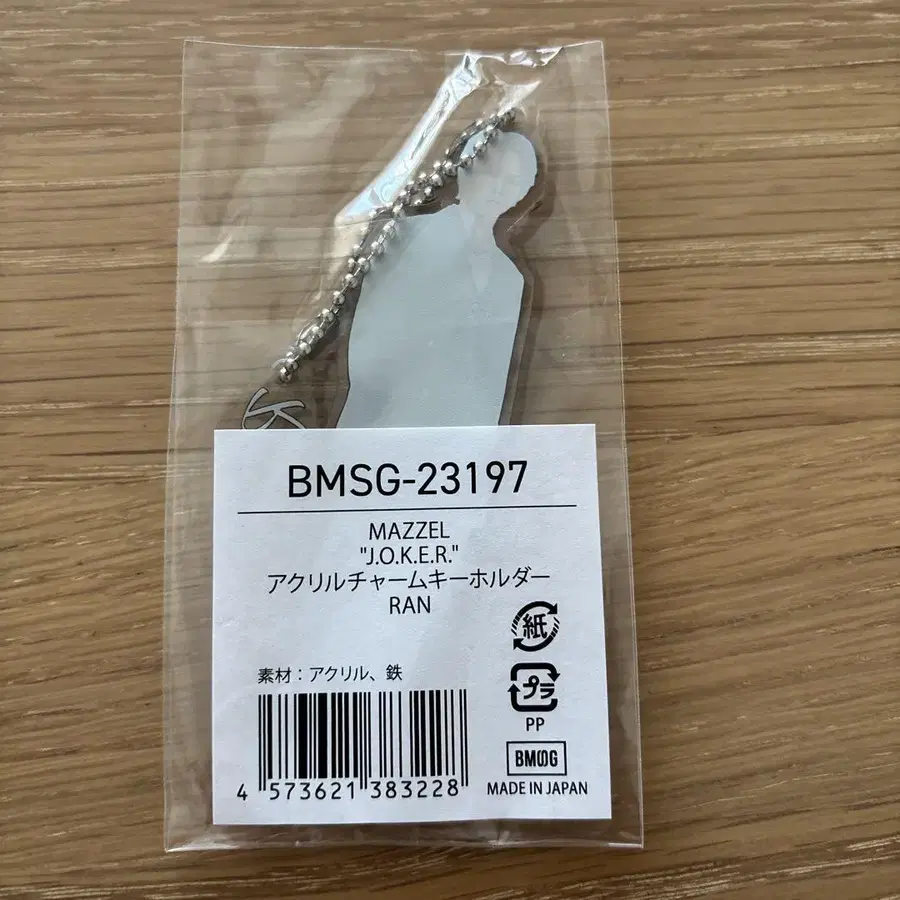 BMSG-23197
MAZZEL
"J.O.K.E.R."
アクリルチャームキーホルダー
RAN
紙
素材：アクリル、鉄
プラ
PP
BMSG
4 573621 383228
MADE IN JAPAN